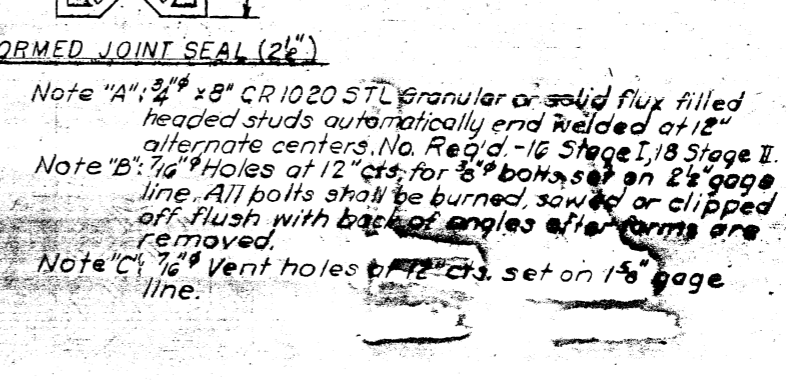 ORMED JOINT SEAL (2½")
Note "A": ¾"ϕ x8" CR1020 STL Granular or solid flux filled
headed studs automatically end welded at 12"
alternate centers. No. Req'd.-16 Stage I, 18 Stage II.
Note "B": 7/16"ϕ Holes at 12"cts. for ⅜"ϕ bolts set on 2½" gage
line. All bolts shall be burned, sawed or clipped
off flush with back of angles after forms are
removed.
Note "C": 7/16"ϕ Vent holes at 12" cts. set on 1⅝" gage
line.